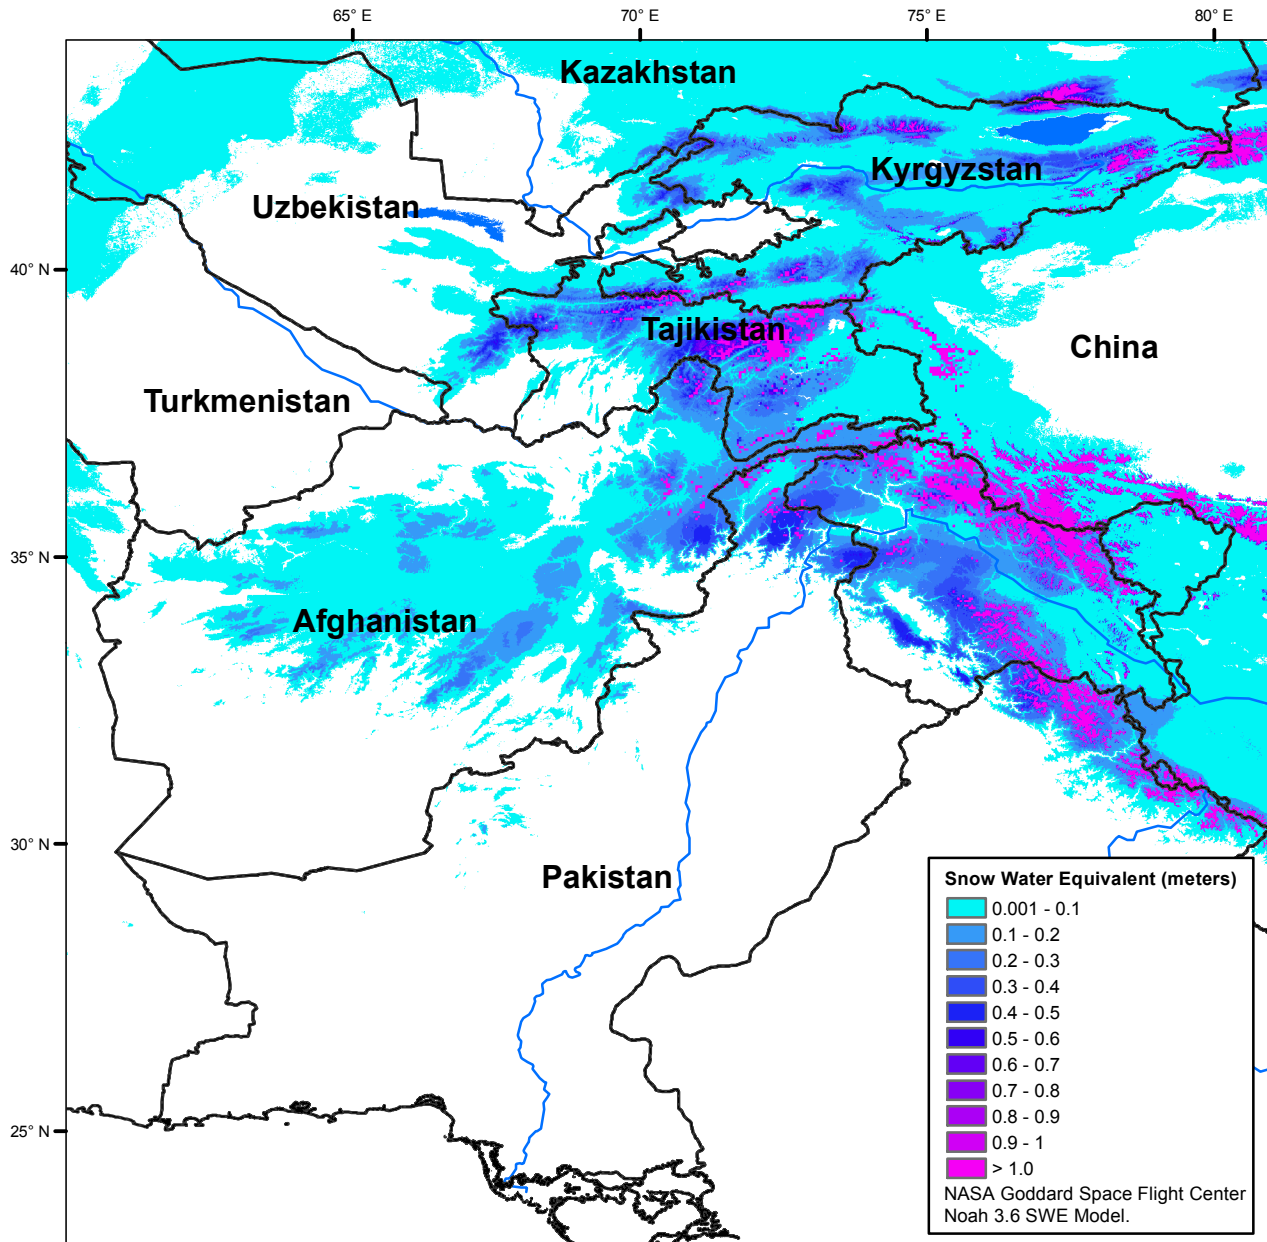 65° E
70° E
75° E
80° E
Kazakhstan
Kyrgyzstan
Uzbekistan
40° N
Tajikistan
China
Turkmenistan
35° N
Afghanistan
30° N
Pakistan
25° N
Snow Water Equivalent (meters)
0.001 - 0.1
0.1 - 0.2
0.2 - 0.3
0.3 - 0.4
0.4 - 0.5
0.5 - 0.6
0.6 - 0.7
0.7 - 0.8
0.8 - 0.9
0.9 - 1
> 1.0
NASA Goddard Space Flight Center
Noah 3.6 SWE Model.